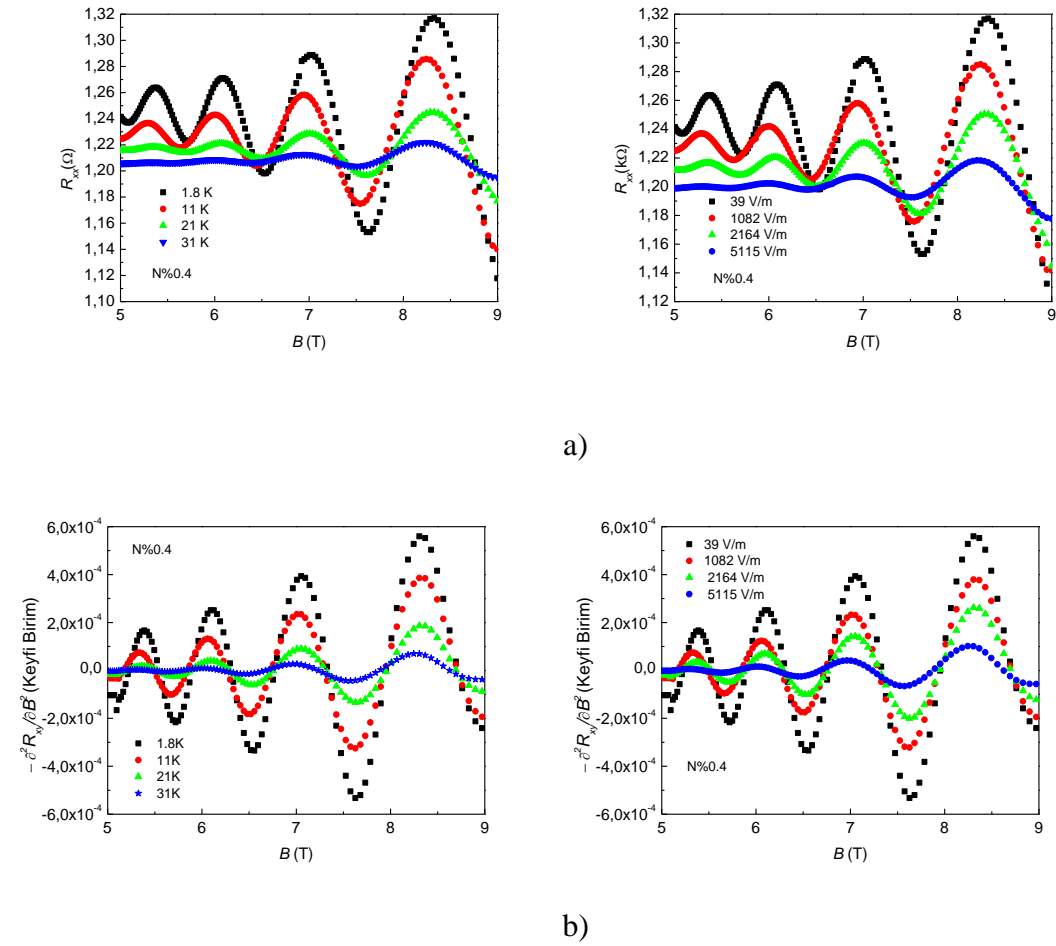 1,32
1,30
1,28
1,26
1,24
1,22
1,20
1,18
1,16
1,14
1,12
1,10
Rxx(Ω)
1.8 K
11 K
21 K
31 K
N%0.4
5 6 7 8 9
B (T)
1,32
1,30
1,28
1,26
1,24
1,22
1,20
1,18
1,16
1,14
1,12
Rxx(kΩ)
39 V/m
1082 V/m
2164 V/m
5115 V/m
N%0.4
5 6 7 8 9
B (T)
a)
6,0x10-4
4,0x10-4
2,0x10-4
0,0
-2,0x10-4
-4,0x10-4
-6,0x10-4
− ∂2Rxy/∂B2 (Keyfi Birim)
N%0.4
1.8K
11K
21K
31K
5 6 7 8 9
B (T)
6,0x10-4
4,0x10-4
2,0x10-4
0,0
-2,0x10-4
-4,0x10-4
-6,0x10-4
− ∂2Rxy/∂B2 (Keyfi Birim)
39 V/m
1082 V/m
2164 V/m
5115 V/m
N%0.4
5 6 7 8 9
B (T)
b)